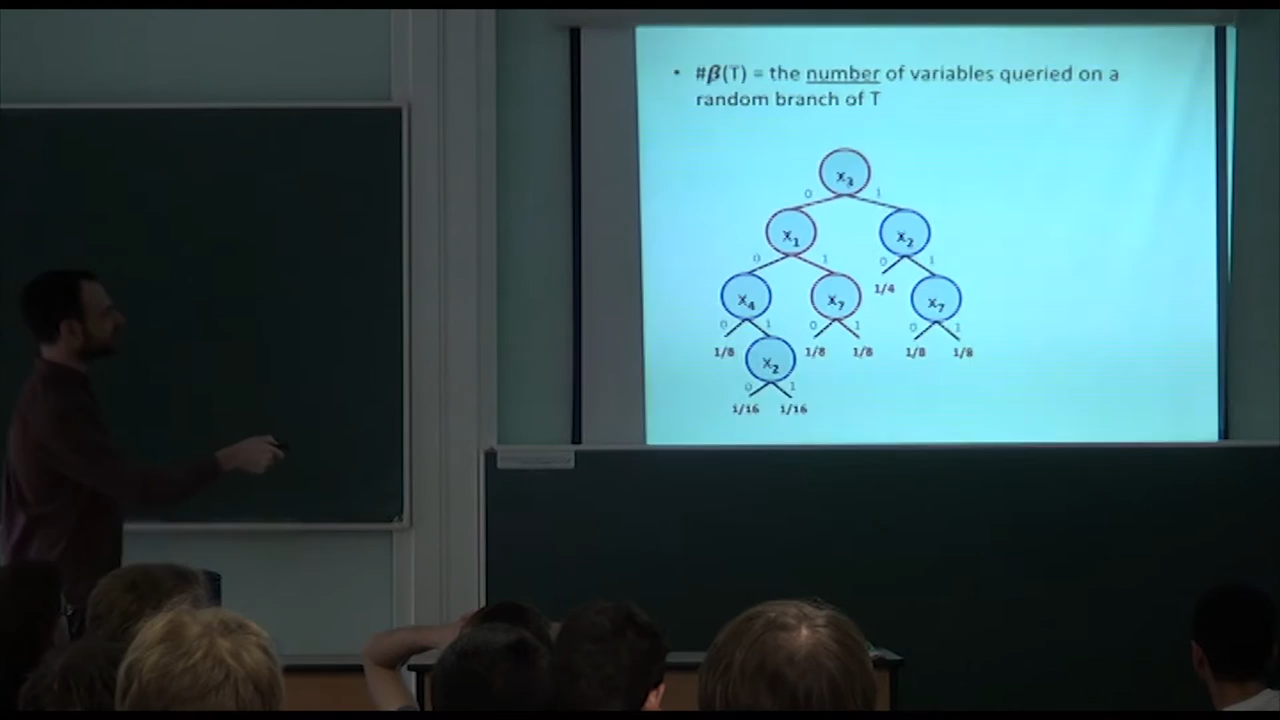 • #β(T) = the number of variables queried on a
random branch of T
x3
0 1
x1 x2
0 1 0 1
x4 x7 1/4 x7
0 1 0 1 0 1
1/8 x2 1/8 1/8 1/8 1/8
0 1
1/16 1/16